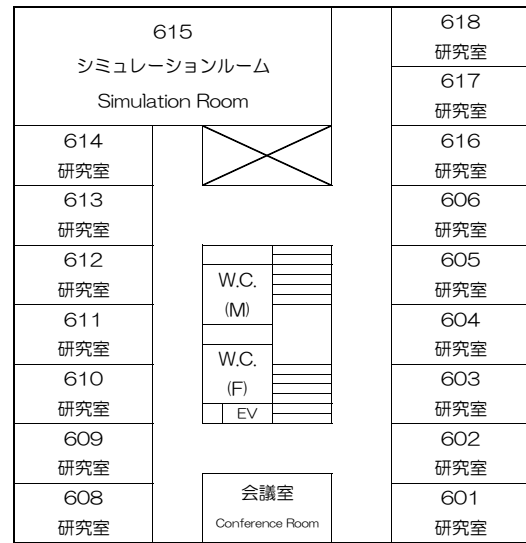 615
シミュレーションルーム
Simulation Room
618
研究室
617
研究室
614
研究室
616
研究室
613
研究室
606
研究室
612
研究室
W.C.
(M)
605
研究室
611
研究室
604
研究室
610
研究室
W.C.
(F)
EV
603
研究室
609
研究室
602
研究室
608
研究室
会議室
Conference Room
601
研究室